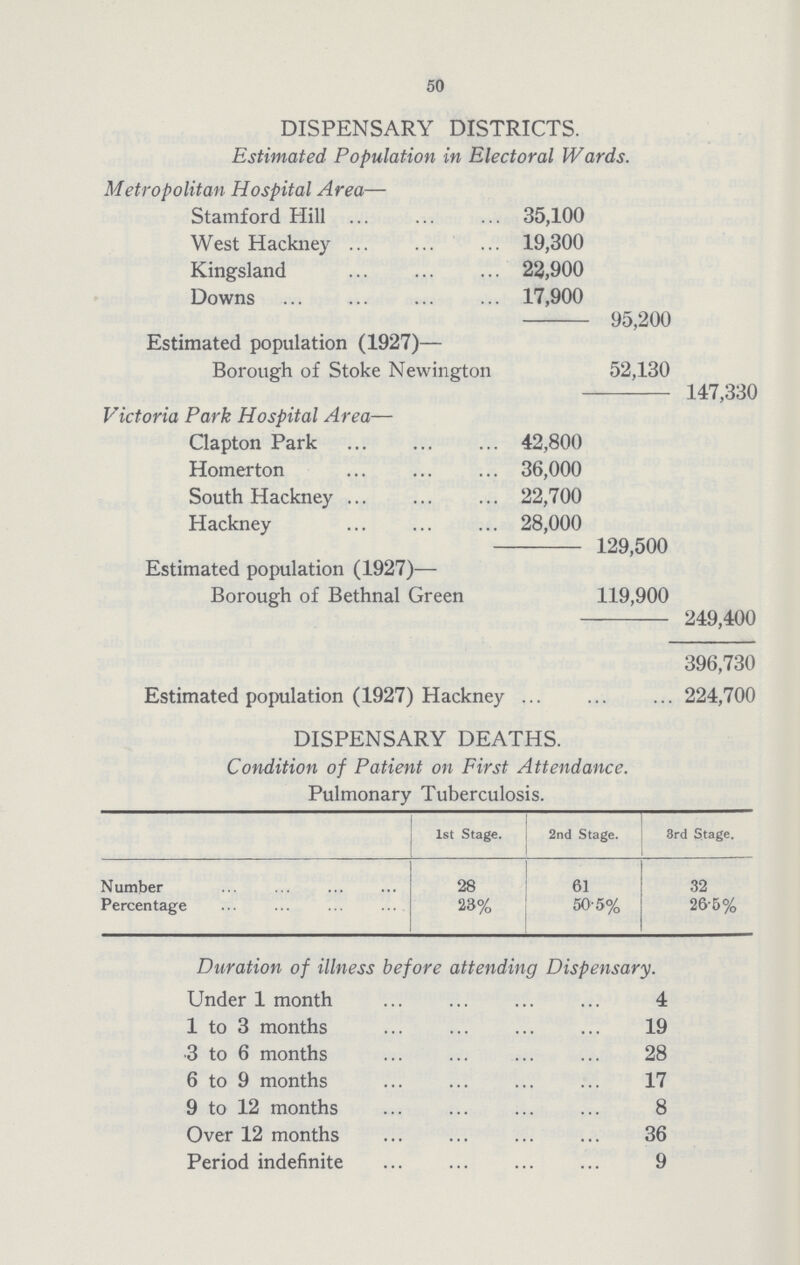 50
DISPENSARY DISTRICTS.
Estimated Population in Electoral Wards.
Metropolitan Hospital Area—
Stamford Hill ... ... ... 35,100
West Hackney ... ... ... 19,300
Kingsland ... ... ... 22,900
Downs ... ... ... ... 17,900
95,200
Estimated population (1927)—
Borough of Stoke Newington 52,130
147,330
Victoria Park Hospital Area—
Clapton Park ... ... ... 42,800
Homerton ... ... ... 36,000
South Hackney ... ... ... 22,700
Hackney ... ... ... 28,000
129,500
Estimated population (1927)—
Borough of Bethnal Green 119,900
249,400
396,730
Estimated population (1927) Hackney ... ... ... 224,700
DISPENSARY DEATHS.
Condition of Patient on First Attendance.
Pulmonary Tuberculosis.
1st Stage. 2nd Stage. 3rd Stage.
Number ... ... ... ... 28 61 32
Percentage ... ... ... ... 23% 50·5% 26·5%
Duration of illness before attending Dispensary.
Under 1 month ... ... ... ... 4
1 to 3 months ... ... ... ... 19
3 to 6 months ... ... ... ... 28
6 to 9 months ... ... ... ... 17
9 to 12 months ... ... ... ... 8
Over 12 months ... ... ... ... 36
Period indefinite ... ... ... ... 9